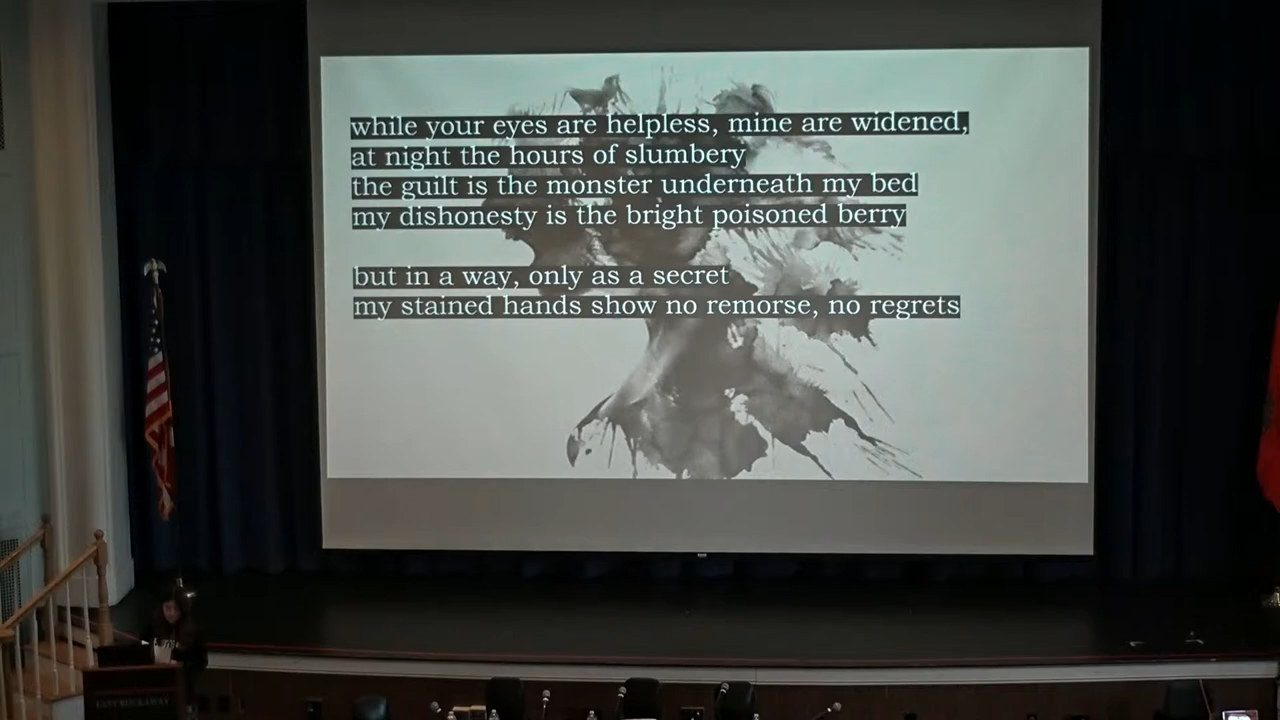 while your eyes are helpless, mine are widened,
at night the hours of slumbery
the guilt is the monster underneath my bed
my dishonesty is the bright poisoned berry
but in a way, only as a secret
my stained hands show no remorse, no regrets
EAST ROCKAWAY